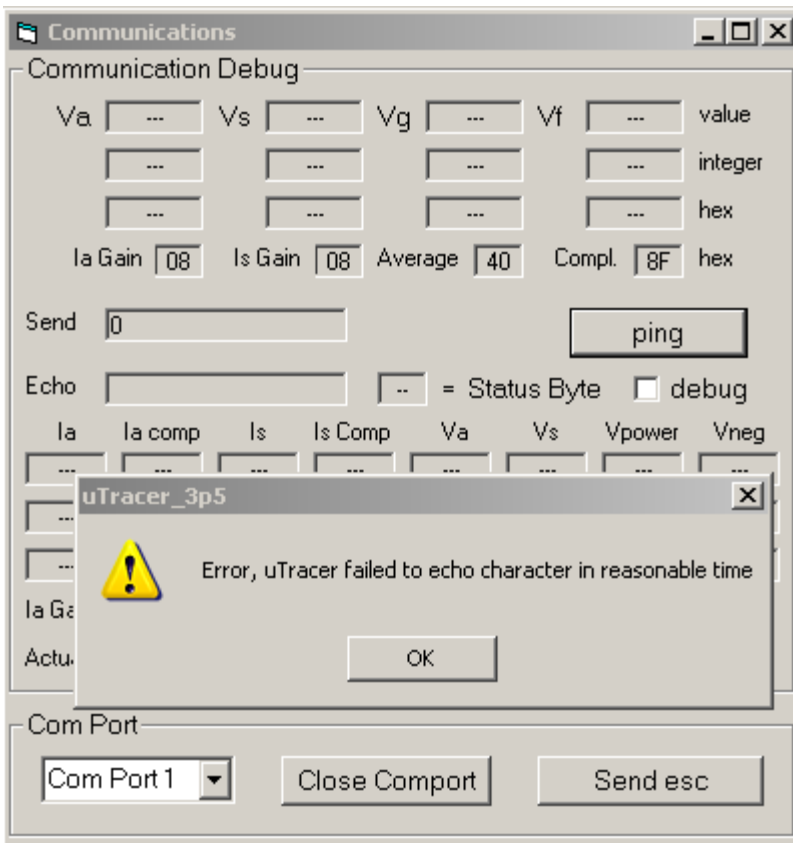 Communications
Communication Debug
Va --- Vs --- Vg --- Vf --- value
--- --- --- --- integer
--- --- --- --- hex
Ia Gain 08 Is Gain 08 Average 40 Compl. 8F hex
Send 0 ping
Echo -- = Status Byte debug
Ia Ia comp Is Is Comp Va Vs Vpower Vneg
--- --- --- --- --- --- --- ---
uTracer_3p5
Error, uTracer failed to echo character in reasonable time
Ia Ga
OK
Actu
Com Port
Com Port 1 Close Comport Send esc